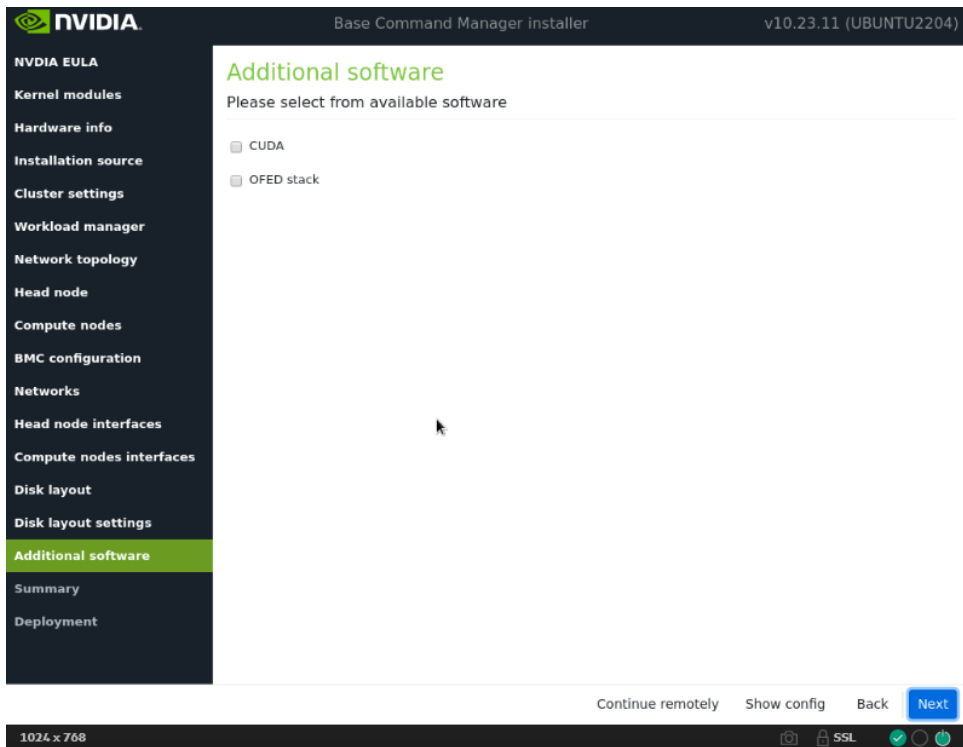 NVIDIA.
Base Command Manager installer
v10.23.11 (UBUNTU2204)
NVDIA EULA
Kernel modules
Hardware info
Installation source
Cluster settings
Workload manager
Network topology
Head node
Compute nodes
BMC configuration
Networks
Head node interfaces
Compute nodes interfaces
Disk layout
Disk layout settings
Additional software
Summary
Deployment
Additional software
Please select from available software
CUDA
OFED stack
Continue remotely
Show config
Back
Next
1024 x 768
SSL